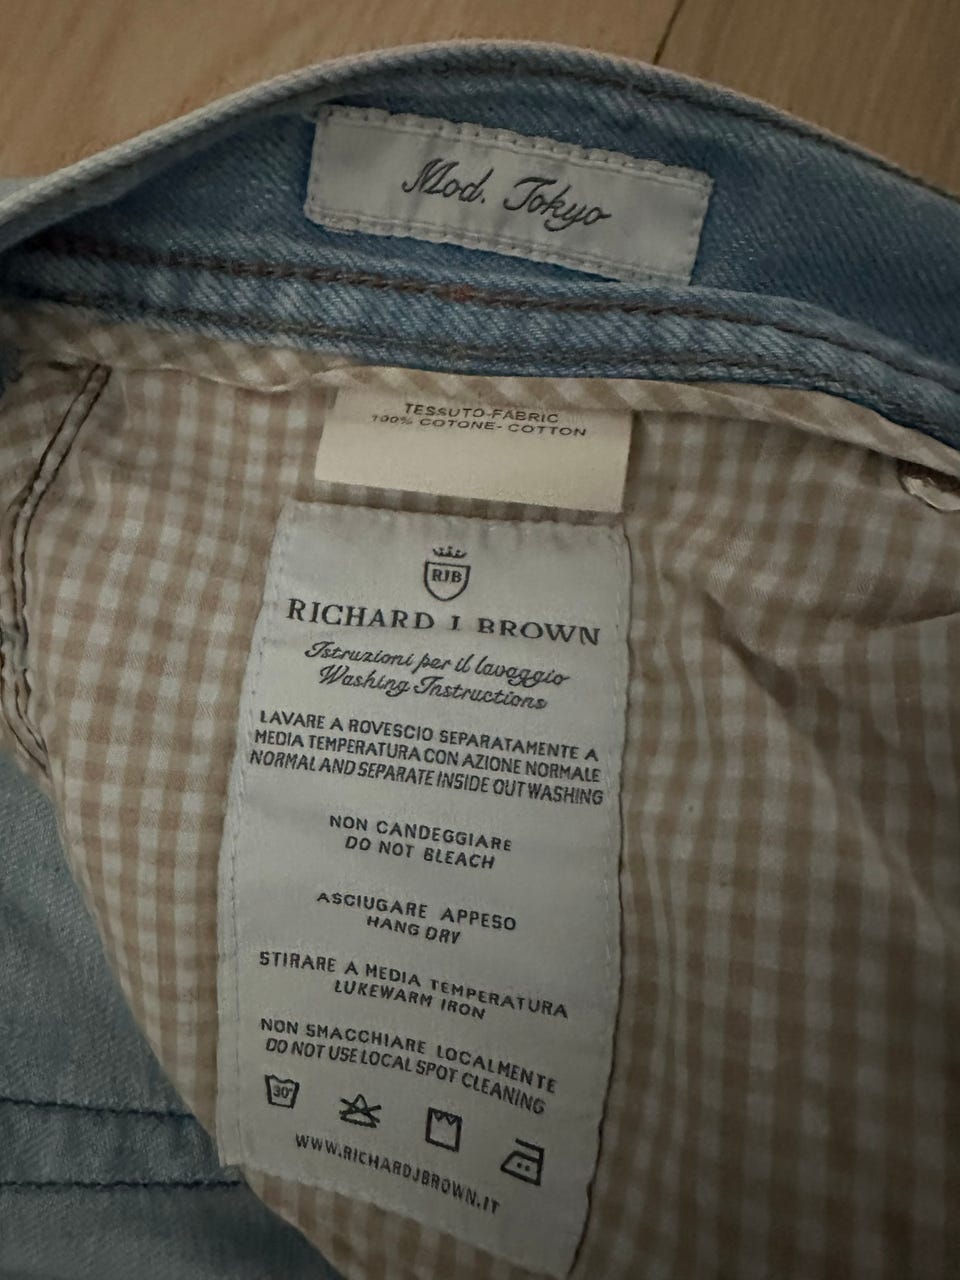 Mod. Tokyo
TESSUTO-FABRIC
100% COTONE- COTTON
RJB
RICHARD J. BROWN
Istruzioni per il lavaggio
Washing Instructions
LAVARE A ROVESCIO SEPARATAMENTE A
MEDIA TEMPERATURA CON AZIONE NORMALE
NORMAL AND SEPARATE INSIDE OUT WASHING
NON CANDEGGIARE
DO NOT BLEACH
ASCIUGARE APPESO
HANG DRY
STIRARE A MEDIA TEMPERATURA
LUKEWARM IRON
NON SMACCHIARE LOCALMENTE
DO NOT USE LOCAL SPOT CLEANING
30°
WWW.RICHARDJBROWN.IT